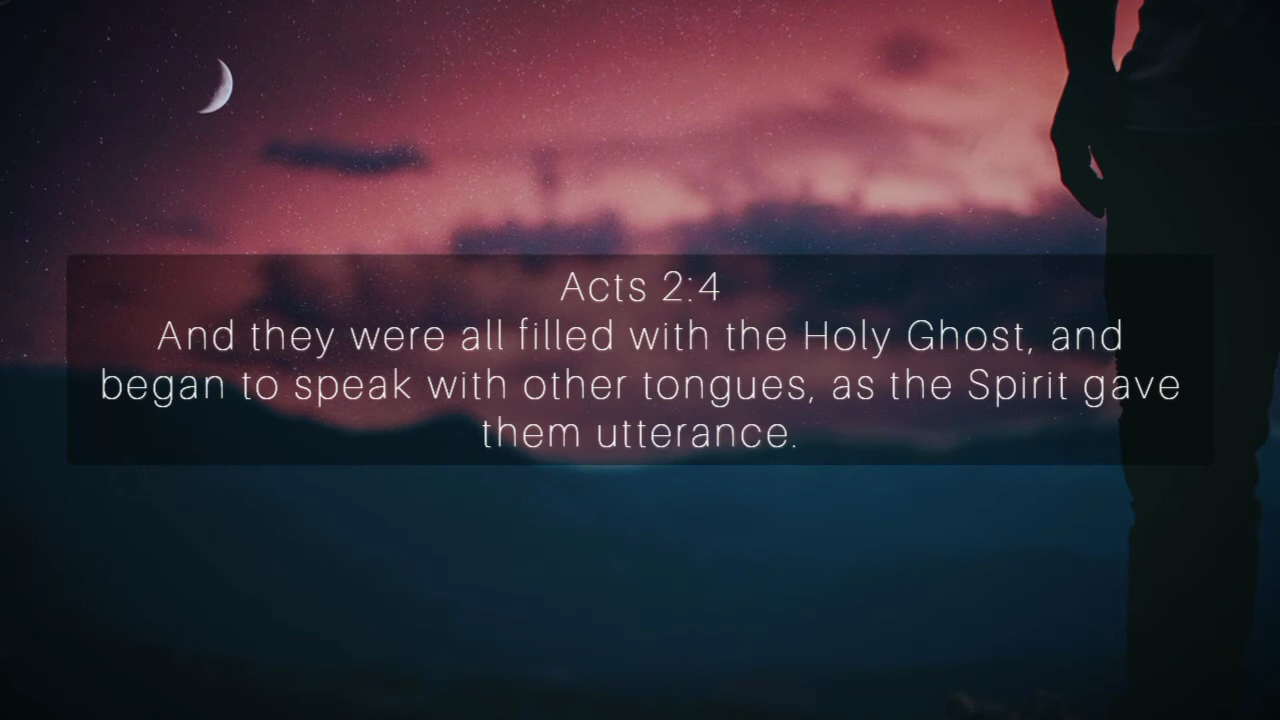 Acts 2:4
And they were all filled with the Holy Ghost, and
began to speak with other tongues, as the Spirit gave
them utterance.